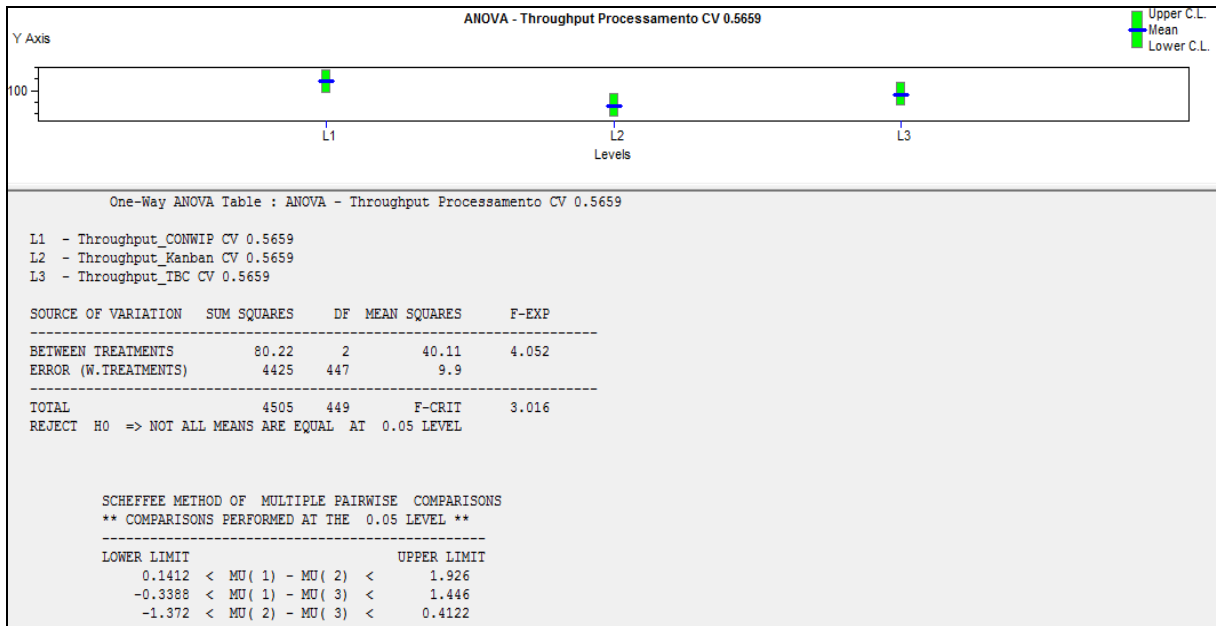 ANOVA - Throughput Processamento CV 0.5659
Upper C.L.
Mean
Lower C.L.
Y Axis
100
L1 L2 L3
Levels
One-Way ANOVA Table : ANOVA - Throughput Processamento CV 0.5659
L1 - Throughput_CONWIP CV 0.5659
L2 - Throughput_Kanban CV 0.5659
L3 - Throughput_TBC CV 0.5659
SOURCE OF VARIATION SUM SQUARES DF MEAN SQUARES F-EXP
BETWEEN TREATMENTS 80.22 2 40.11 4.052
ERROR (W.TREATMENTS) 4425 447 9.9
TOTAL 4505 449 F-CRIT 3.016
REJECT H0 => NOT ALL MEANS ARE EQUAL AT 0.05 LEVEL
SCHEFFEE METHOD OF MULTIPLE PAIRWISE COMPARISONS
** COMPARISONS PERFORMED AT THE 0.05 LEVEL **
LOWER LIMIT UPPER LIMIT
0.1412 < MU( 1) - MU( 2) < 1.926
-0.3388 < MU( 1) - MU( 3) < 1.446
-1.372 < MU( 2) - MU( 3) < 0.4122